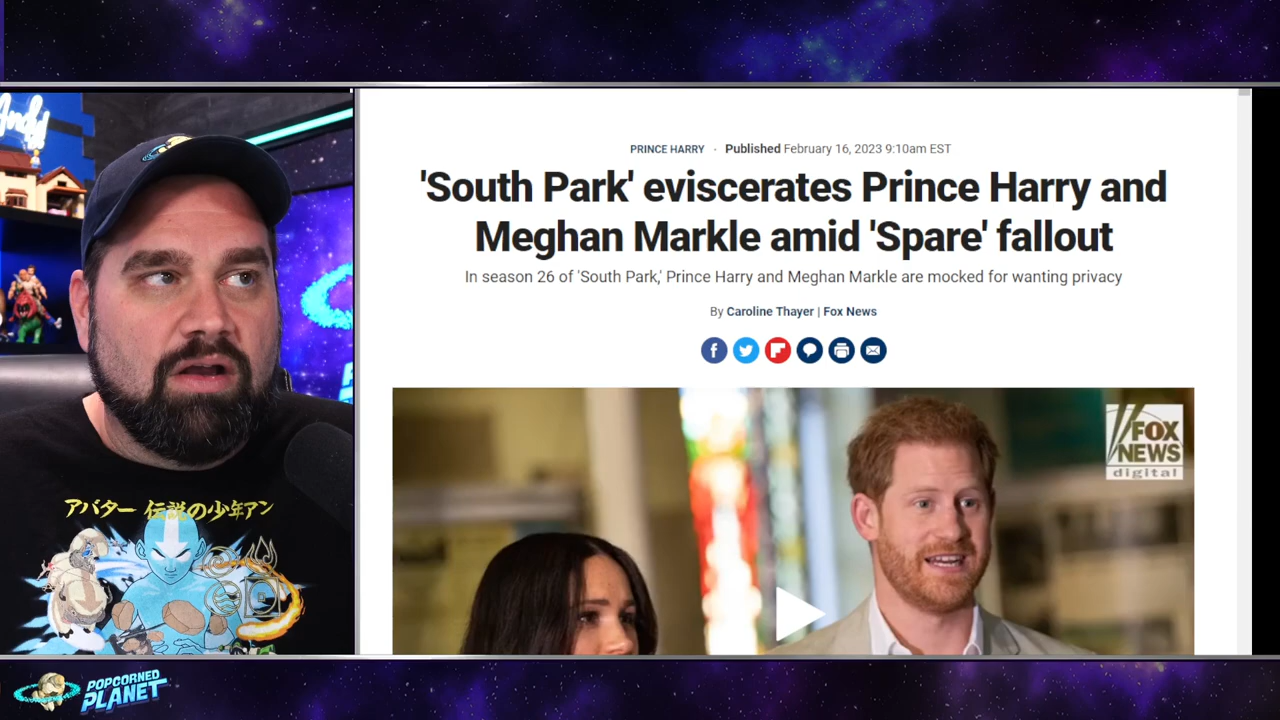 Andy
PRINCE HARRY · Published February 16, 2023 9:10am EST
'South Park' eviscerates Prince Harry and
Meghan Markle amid 'Spare' fallout
In season 26 of 'South Park,' Prince Harry and Meghan Markle are mocked for wanting privacy
By Caroline Thayer | Fox News
FOX
NEWS
digital
アバター 伝説の少年アン
POPCORNED
PLANET